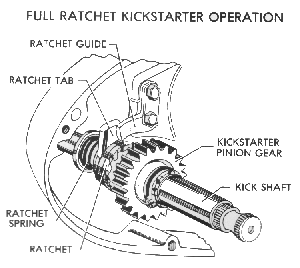 FULL RATCHET KICKSTARTER OPERATION
RATCHET GUIDE
RATCHET TAB
KICKSTARTER
PINION GEAR
KICK SHAFT
RATCHET
SPRING
RATCHET